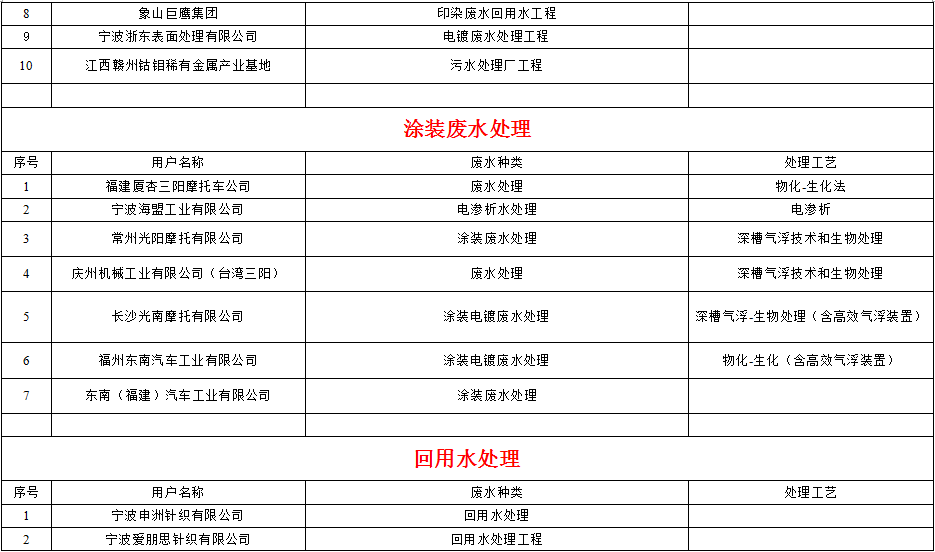 8 象山巨鹰集团 印染废水回用水工程
9 宁波浙东表面处理有限公司 电镀废水处理工程
10 江西赣州钴钼稀有金属产业基地 污水处理厂工程
涂装废水处理
序号 用户名称 废水种类 处理工艺
1 福建厦杏三阳摩托车公司 废水处理 物化-生化法
2 宁波海盟工业有限公司 电渗析水处理 电渗析
3 常州光阳摩托有限公司 涂装废水处理 深槽气浮技术和生物处理
4 庆州机械工业有限公司（台湾三阳） 废水处理 深槽气浮技术和生物处理
5 长沙光南摩托有限公司 涂装电镀废水处理 深槽气浮-生物处理（含高效气浮装置）
6 福州东南汽车工业有限公司 涂装电镀废水处理 物化-生化（含高效气浮装置）
7 东南（福建）汽车工业有限公司 涂装废水处理
回用水处理
序号 用户名称 废水种类 处理工艺
1 宁波申洲针织有限公司 回用水处理
2 宁波爱朋思针织有限公司 回用水处理工程